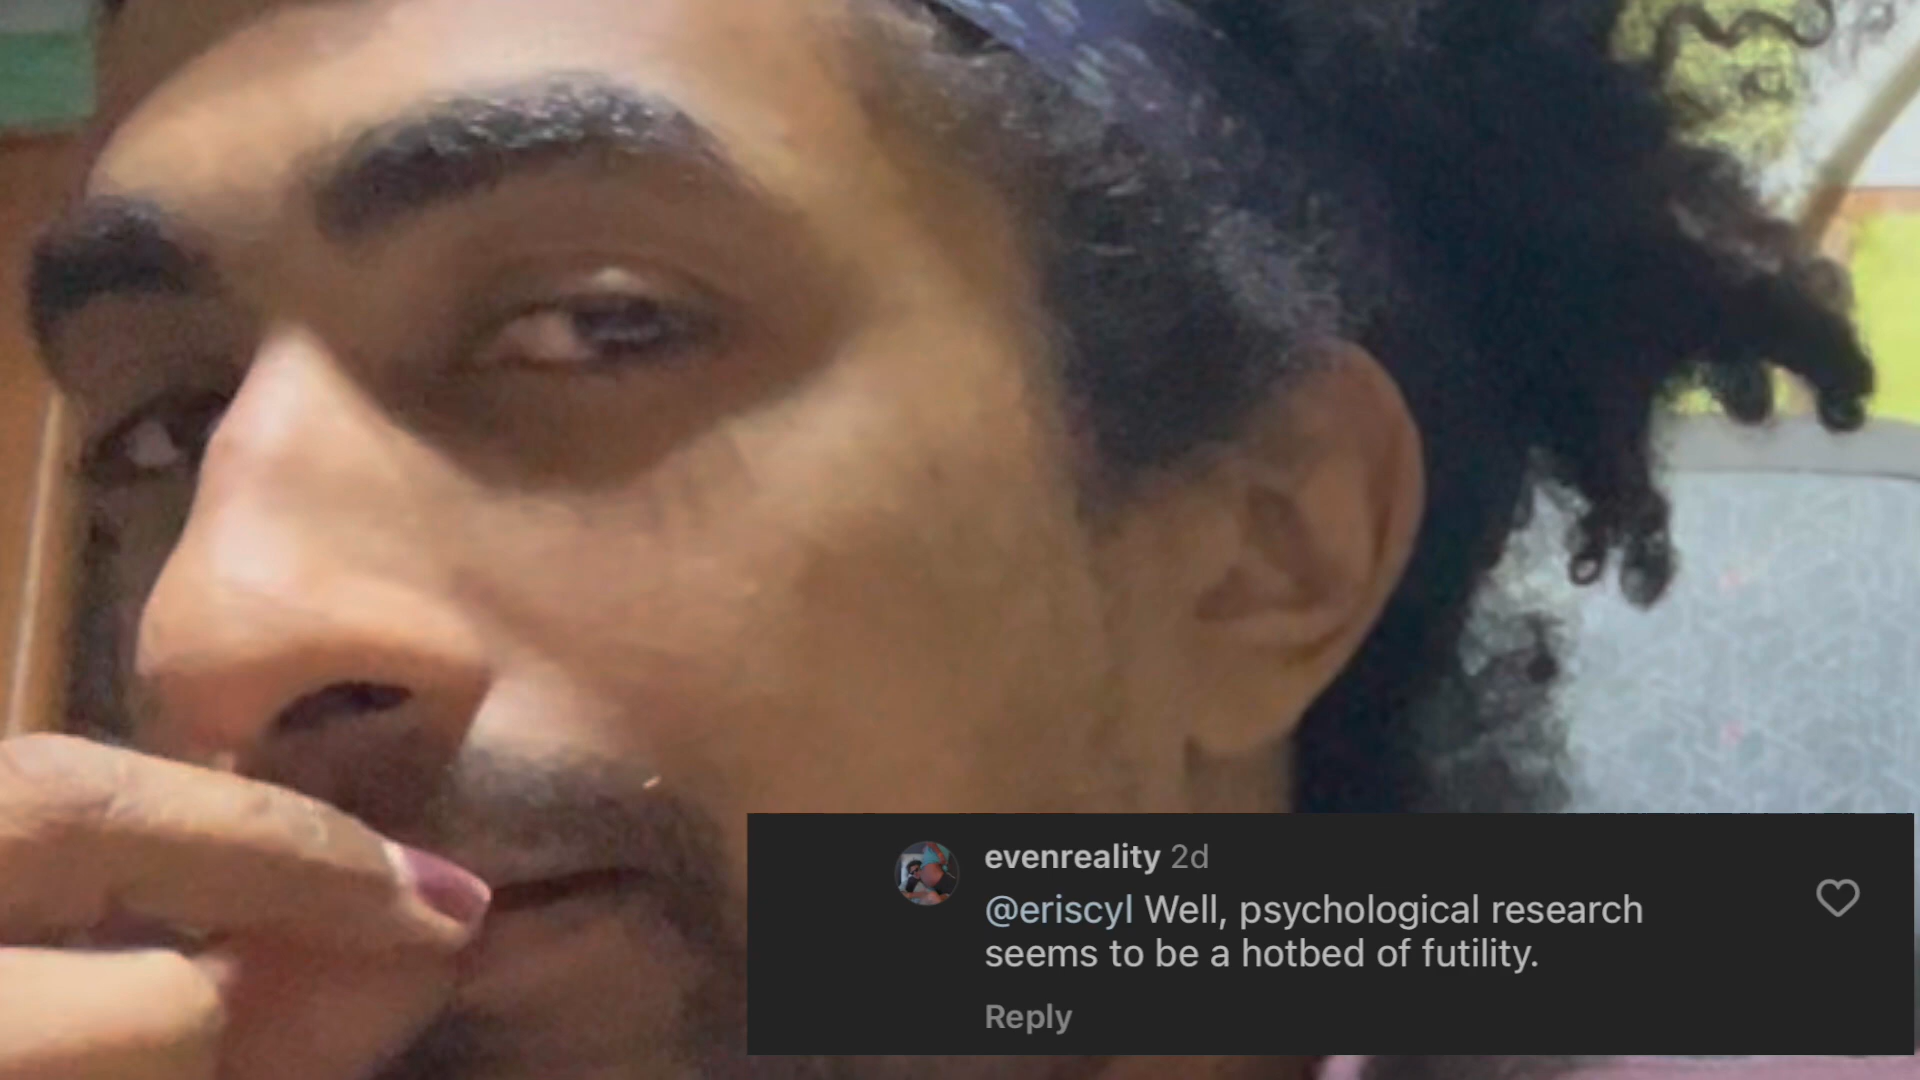 evenreality 2d
@eriscyl Well, psychological research
seems to be a hotbed of futility.
Reply